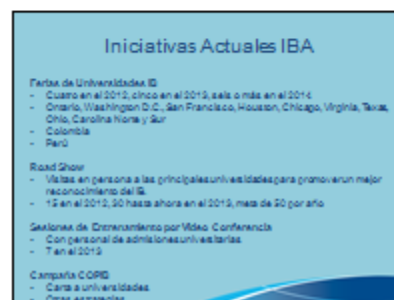 Iniciativas Actuales IBA
Ferias de Universidades IB
- Cuatro en el 2012, cinco en el 2013, seis o más en el 2014
- Ontario, Washington D.C., San Francisco, Houston, Chicago, Virginia, Texas,
Ohio, Carolina Norte y Sur
- Colombia
- Perú
Road Show
- Visitas en persona a las principales universidades para promover un mejor
reconocimiento del IB.
- 15 en el 2012, 30 hasta ahora en el 2013, meta de 50 por año
Sesiones de Entrenamiento por Video Conferencia
- Con personal de admisiones universitarias
- 7 en el 2013
Campaña COPIB
- Carta a universidades
- Otras estrategias